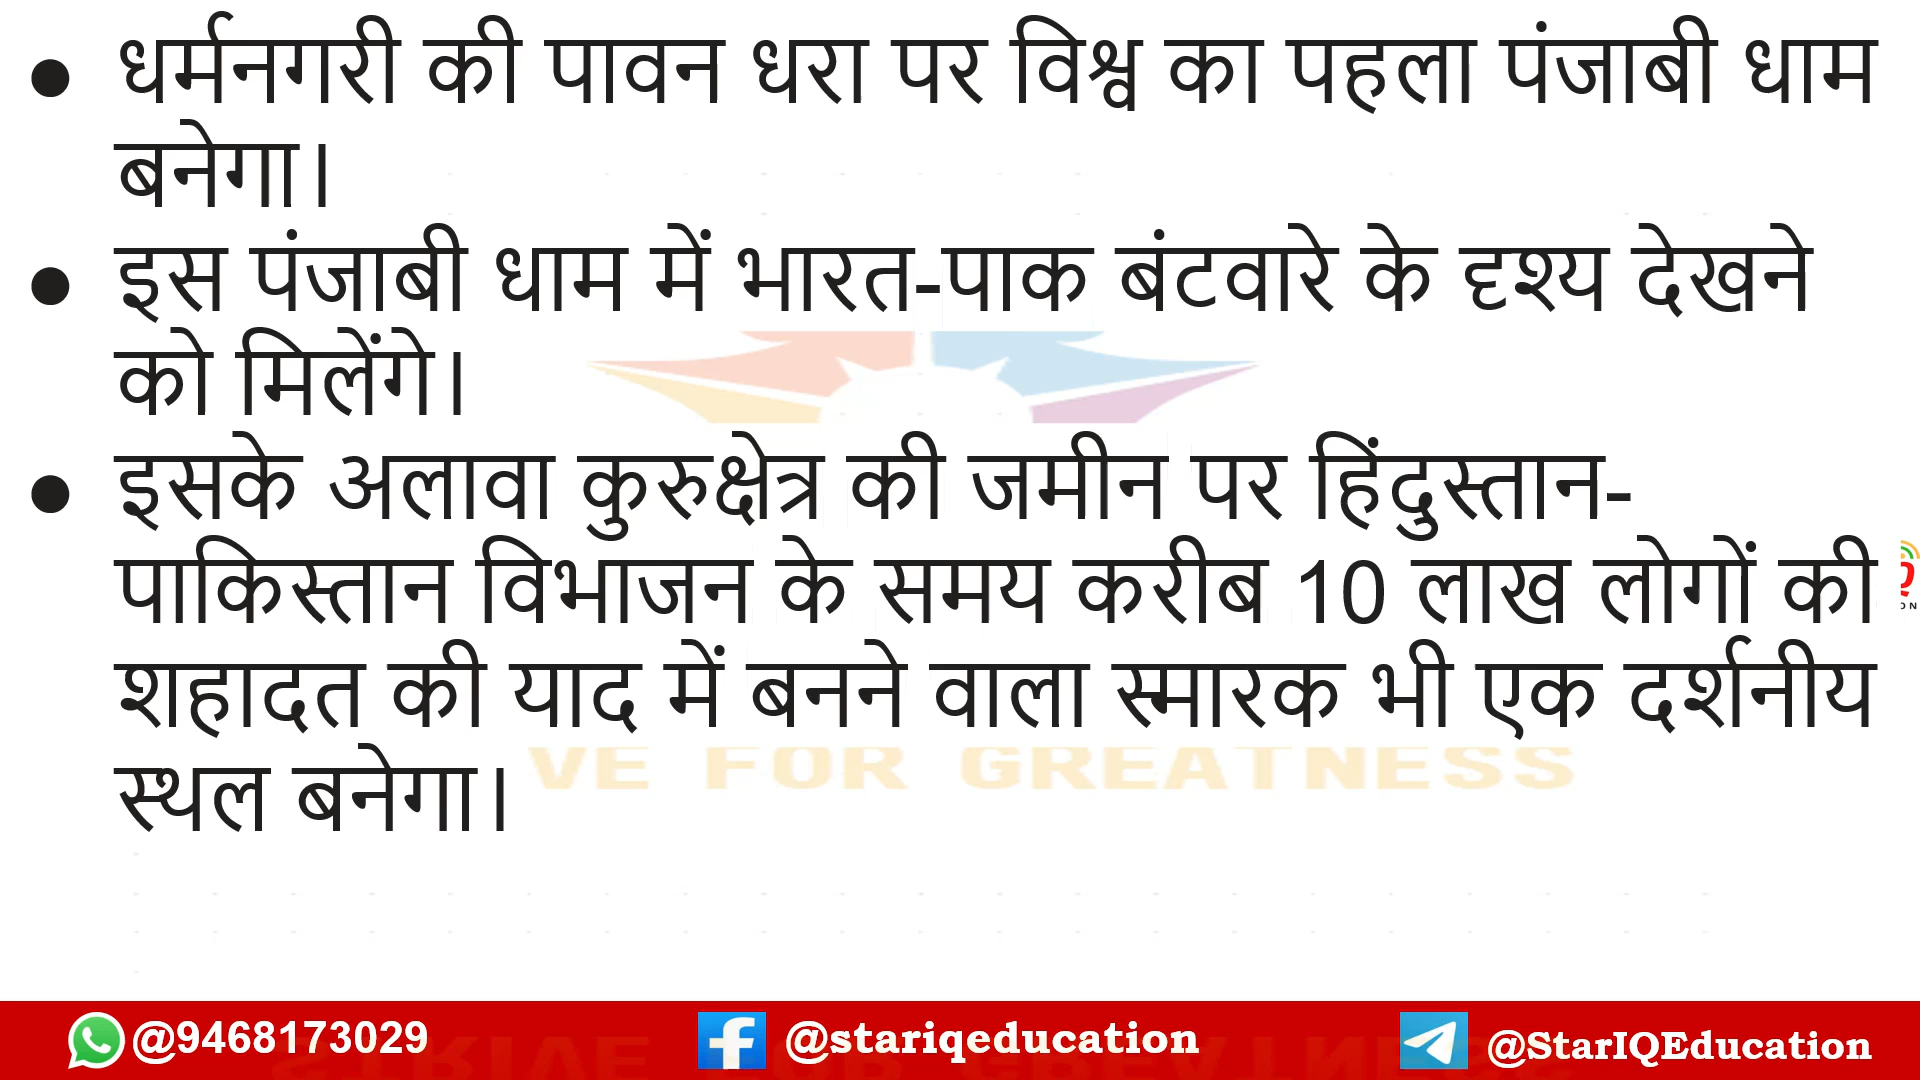 ● धर्मनगरी की पावन धरा पर विश्व का पहला पंजाबी धाम
बनेगा।
● इस पंजाबी धाम में भारत-पाक बंटवारे के दृश्य देखने
को मिलेंगे।
● इसके अलावा कुरुक्षेत्र की जमीन पर हिंदुस्तान-
पाकिस्तान विभाजन के समय करीब 10 लाख लोगों की
शहादत की याद में बनने वाला स्मारक भी एक दर्शनीय
स्थल बनेगा।
VE FOR GREATNESS
@9468173029 @stariqeducation @StarIQEducation